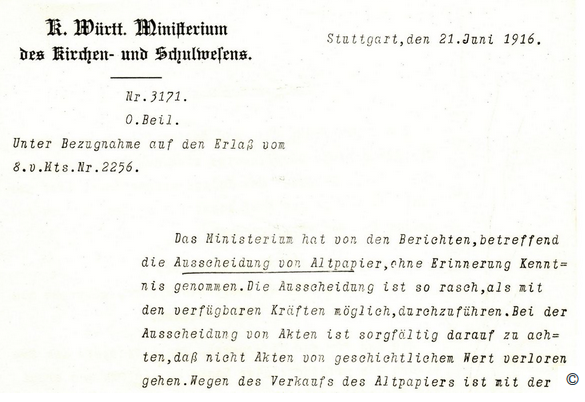 K. Württ. Ministerium
des Kirchen- und Schulwesens.
Stuttgart,den 21.Juni 1916.
Nr.3171.
O.Beil.
Unter Bezugnahme auf den Erlaß vom
8.v.Mts.Nr.2256.
Das Ministerium hat von den Berichten,betreffend
die Ausscheidung von Altpapier,ohne Erinnerung Kennt=
nis genommen.Die Ausscheidung ist so rasch,als mit
den verfügbaren Kräften möglich,durchzuführen.Bei der
Ausscheidung von Akten ist sorgfältig darauf zu ach-
ten,daß nicht Akten von geschichtlichem Wert verloren
gehen.Wegen des Verkaufs des Altpapiers ist mit der
©